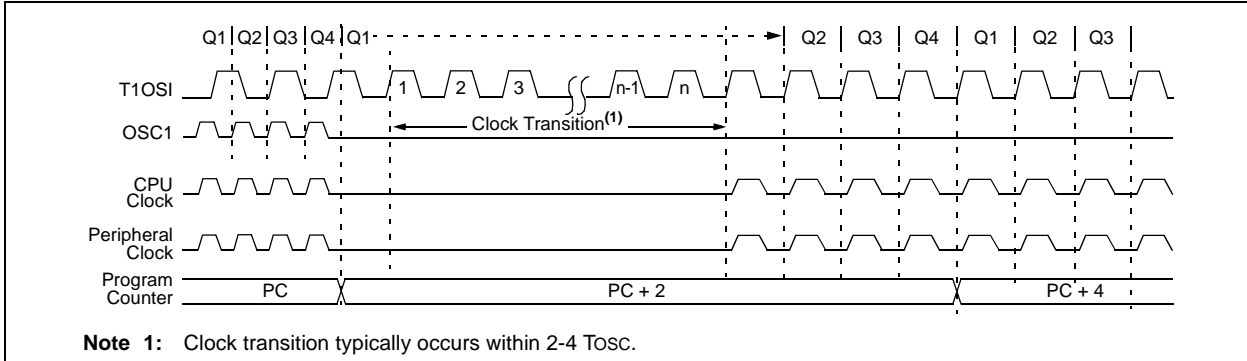 Q1 Q2 Q3 Q4 Q1 Q2 Q3 Q4 Q1 Q2 Q3
T1OSI 1 2 3 n-1 n
Clock Transition(1)
OSC1
CPU
Clock
Peripheral
Clock
Program
Counter
PC PC + 2 PC + 4
Note 1: Clock transition typically occurs within 2-4 TOSC.